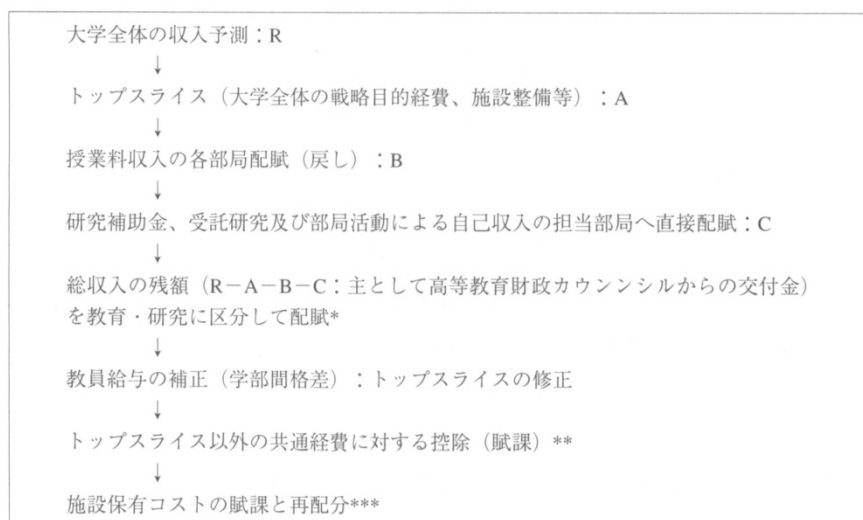 大学全体の収入予測：R
↓
トップスライス（大学全体の戦略目的経費、施設整備等）：A
↓
授業料収入の各部局配賦（戻し）：B
↓
研究補助金、受託研究及び部局活動による自己収入の担当部局へ直接配賦：C
↓
総収入の残額（R－A－B－C：主として高等教育財政カウンンシルからの交付金）
を教育・研究に区分して配賦*
↓
教員給与の補正（学部間格差）：トップスライスの修正
↓
トップスライス以外の共通経費に対する控除（賦課）**
↓
施設保有コストの賦課と再配分***